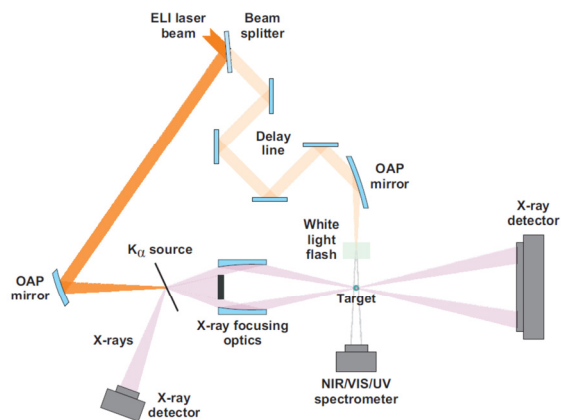 ELI laser
beam
Beam
splitter
Delay
line
OAP
mirror
X-ray
detector
White
light
flash
Kα source
OAP
mirror
Target
X-ray focusing
optics
X-rays
NIR/VIS/UV
spectrometer
X-ray
detector